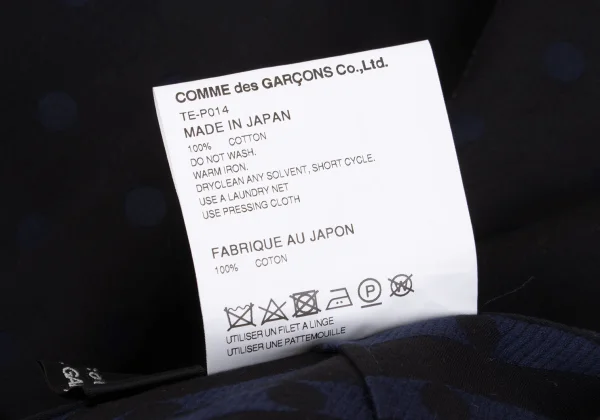 COMME des GARÇONS Co.,Ltd.
TE-P014
MADE IN JAPAN
100% COTTON
DO NOT WASH.
WARM IRON.
DRYCLEAN ANY SOLVENT, SHORT CYCLE.
USE A LAUNDRY NET
USE PRESSING CLOTH
FABRIQUE AU JAPON
100% COTON
P
W
UTILISER UN FILET A LINGE
UTILISER UNE PATTEMOUILLE